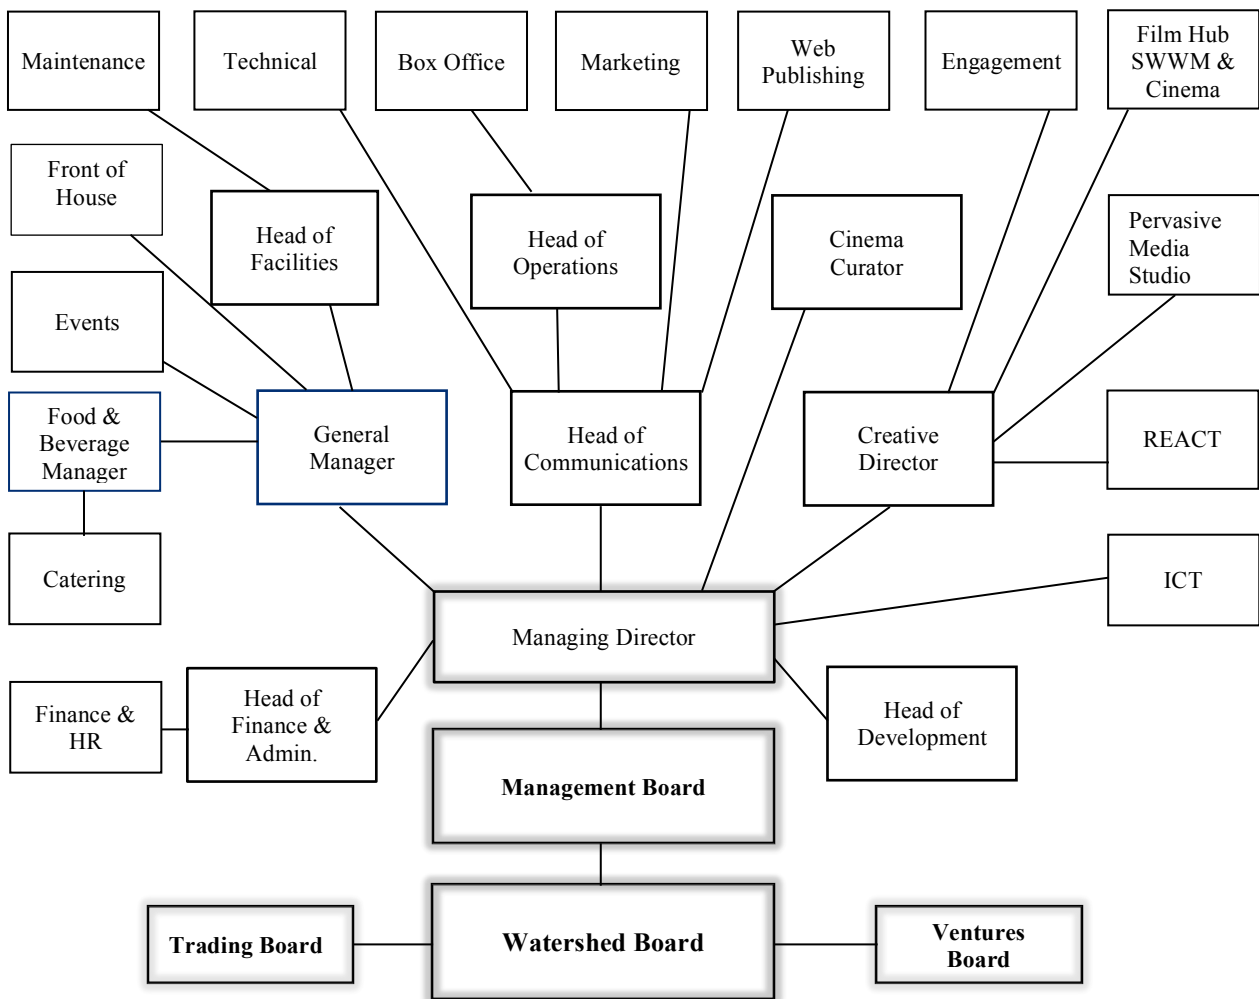 Maintenance
Technical
Box Office
Marketing
Web
Publishing
Engagement
Film Hub
SWWM &
Cinema
Front of
House
Head of
Facilities
Head of
Operations
Cinema
Curator
Pervasive
Media
Studio
Events
Food &
Beverage
Manager
General
Manager
Head of
Communications
Creative
Director
REACT
Catering
ICT
Managing Director
Finance &
HR
Head of
Finance &
Admin.
Head of
Development
Management Board
Trading Board
Watershed Board
Ventures
Board